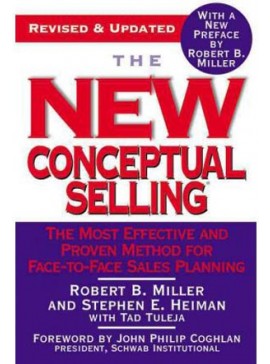 REVISED & UPDATED
WITH A
NEW
PREFACE
BY
ROBERT B.
MILLER
THE
NEW
CONCEPTUAL
SELLING®
THE MOST EFFECTIVE AND
PROVEN METHOD FOR
FACE-TO-FACE SALES PLANNING
ROBERT B. MILLER
AND STEPHEN E. HEIMAN
WITH TAD TULEJA
FOREWORD BY JOHN PHILIP COGHLAN
PRESIDENT, SCHWAB INSTITUTIONAL